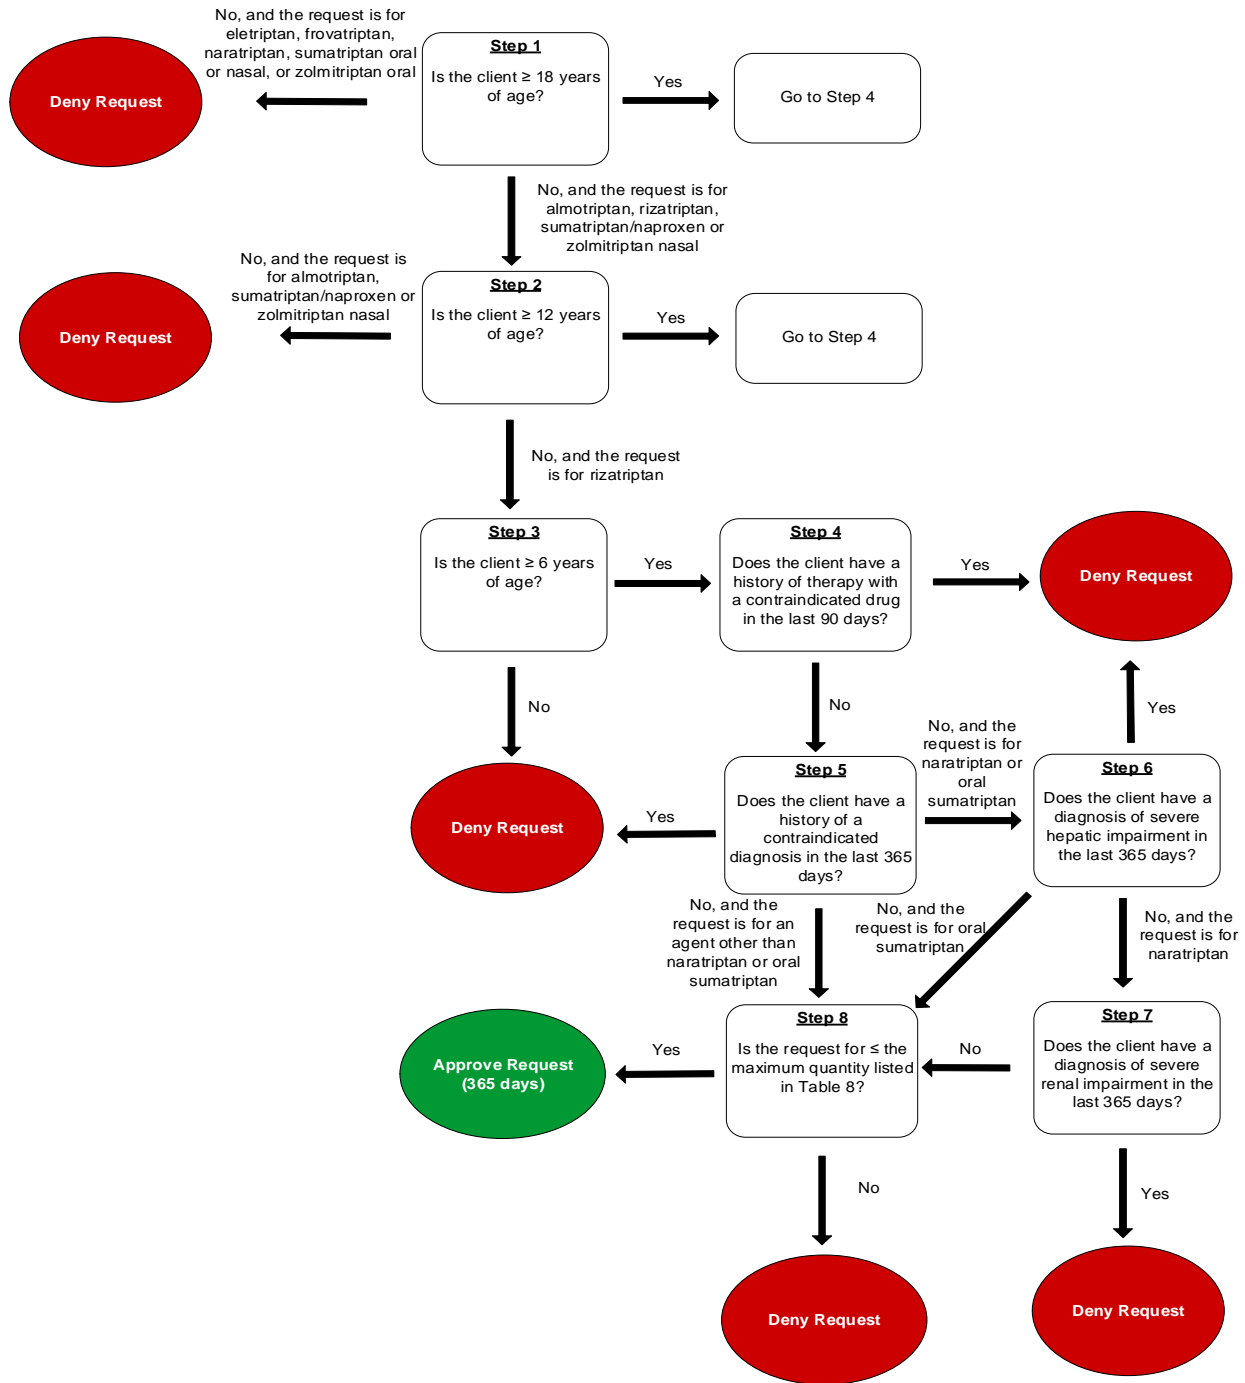 No, and the request is for
eletriptan, frovatriptan,
naratriptan, sumatriptan oral
or nasal, or zolmitriptan oral
Deny Request
Step 1
Is the client ≥ 18 years
of age?
Yes
Go to Step 4
No, and the request is for
almotriptan, rizatriptan,
sumatriptan/naproxen or
zolmitriptan nasal
No, and the request is
for almotriptan,
sumatriptan/naproxen or
zolmitriptan nasal
Deny Request
Step 2
Is the client ≥ 12 years
of age?
Yes
Go to Step 4
No, and the request
is for rizatriptan
Step 3
Is the client ≥ 6 years
of age?
Yes
Step 4
Does the client have a
history of therapy with
a contraindicated drug
in the last 90 days?
Yes
Deny Request
No
No
Yes
Deny Request
Yes
Step 5
Does the client have a
history of a
contraindicated
diagnosis in the last 365
days?
No, and the
request is for
naratriptan or
oral
sumatriptan
Step 6
Does the client have a
diagnosis of severe
hepatic impairment in
the last 365 days?
No, and the
request is for an
agent other than
naratriptan or oral
sumatriptan
No, and the
request is for oral
sumatriptan
No, and the
request is for
naratriptan
Approve Request
(365 days)
Yes
Step 8
Is the request for ≤ the
maximum quantity listed
in Table 8?
No
Step 7
Does the client have a
diagnosis of severe
renal impairment in the
last 365 days?
No
Yes
Deny Request
Deny Request